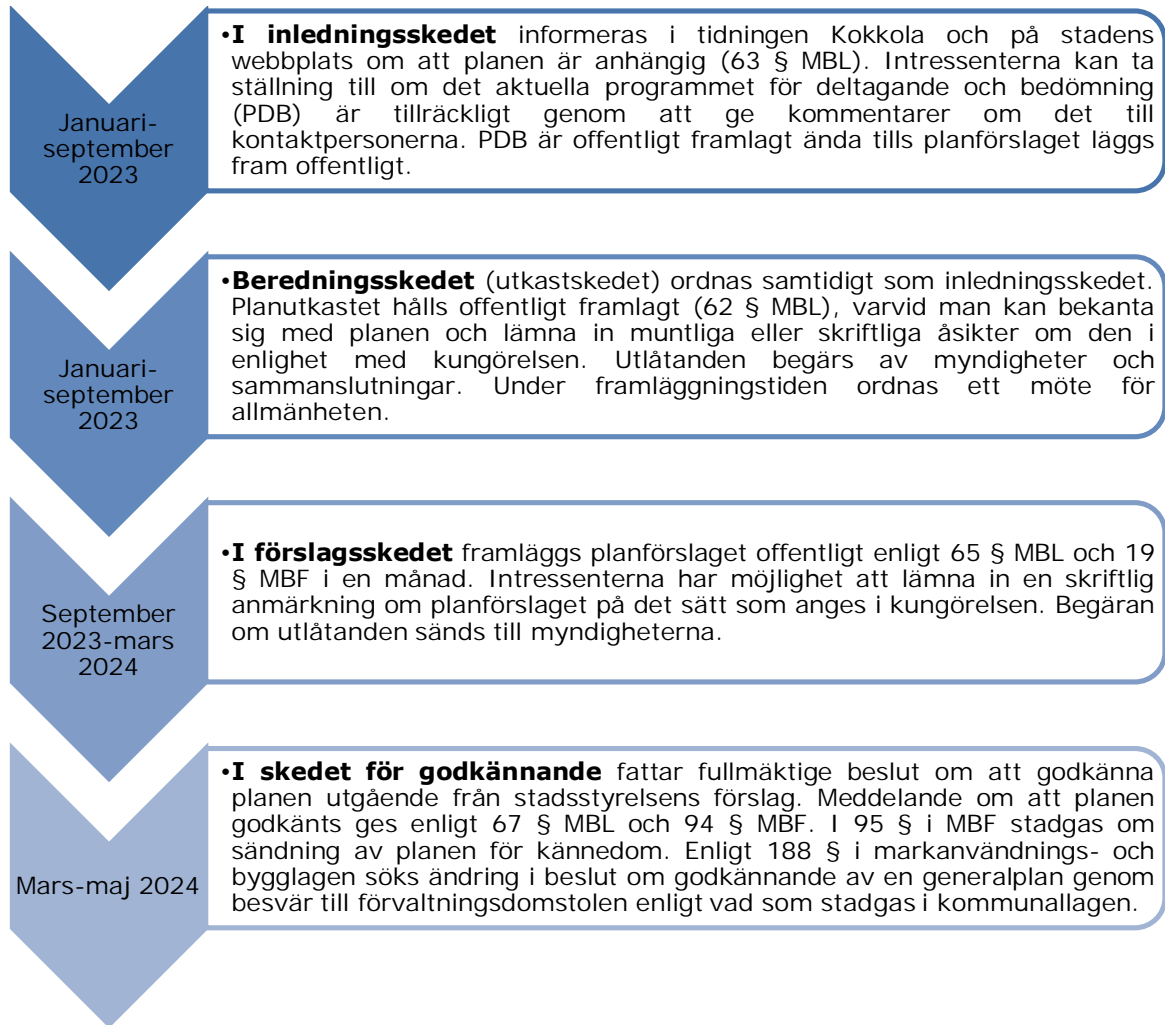 Januari-
september
2023
•I inledningsskedet informeras i tidningen Kokkola och på stadens
webbplats om att planen är anhängig (63 § MBL). Intressenterna kan ta
ställning till om det aktuella programmet för deltagande och bedömning
(PDB) är tillräckligt genom att ge kommentarer om det till
kontaktpersonerna. PDB är offentligt framlagt ända tills planförslaget läggs
fram offentligt.
Januari-
september
2023
•Beredningsskedet (utkastskedet) ordnas samtidigt som inledningsskedet.
Planutkastet hålls offentligt framlagt (62 § MBL), varvid man kan bekanta
sig med planen och lämna in muntliga eller skriftliga åsikter om den i
enlighet med kungörelsen. Utlåtanden begärs av myndigheter och
sammanslutningar. Under framläggningstiden ordnas ett möte för
allmänheten.
September
2023-mars
2024
•I förslagsskedet framläggs planförslaget offentligt enligt 65 § MBL och 19
§ MBF i en månad. Intressenterna har möjlighet att lämna in en skriftlig
anmärkning om planförslaget på det sätt som anges i kungörelsen. Begäran
om utlåtanden sänds till myndigheterna.
Mars-maj 2024
•I skedet för godkännande fattar fullmäktige beslut om att godkänna
planen utgående från stadsstyrelsens förslag. Meddelande om att planen
godkänts ges enligt 67 § MBL och 94 § MBF. I 95 § i MBF stadgas om
sändning av planen för kännedom. Enligt 188 § i markanvändnings- och
bygglagen söks ändring i beslut om godkännande av en generalplan genom
besvär till förvaltningsdomstolen enligt vad som stadgas i kommunallagen.